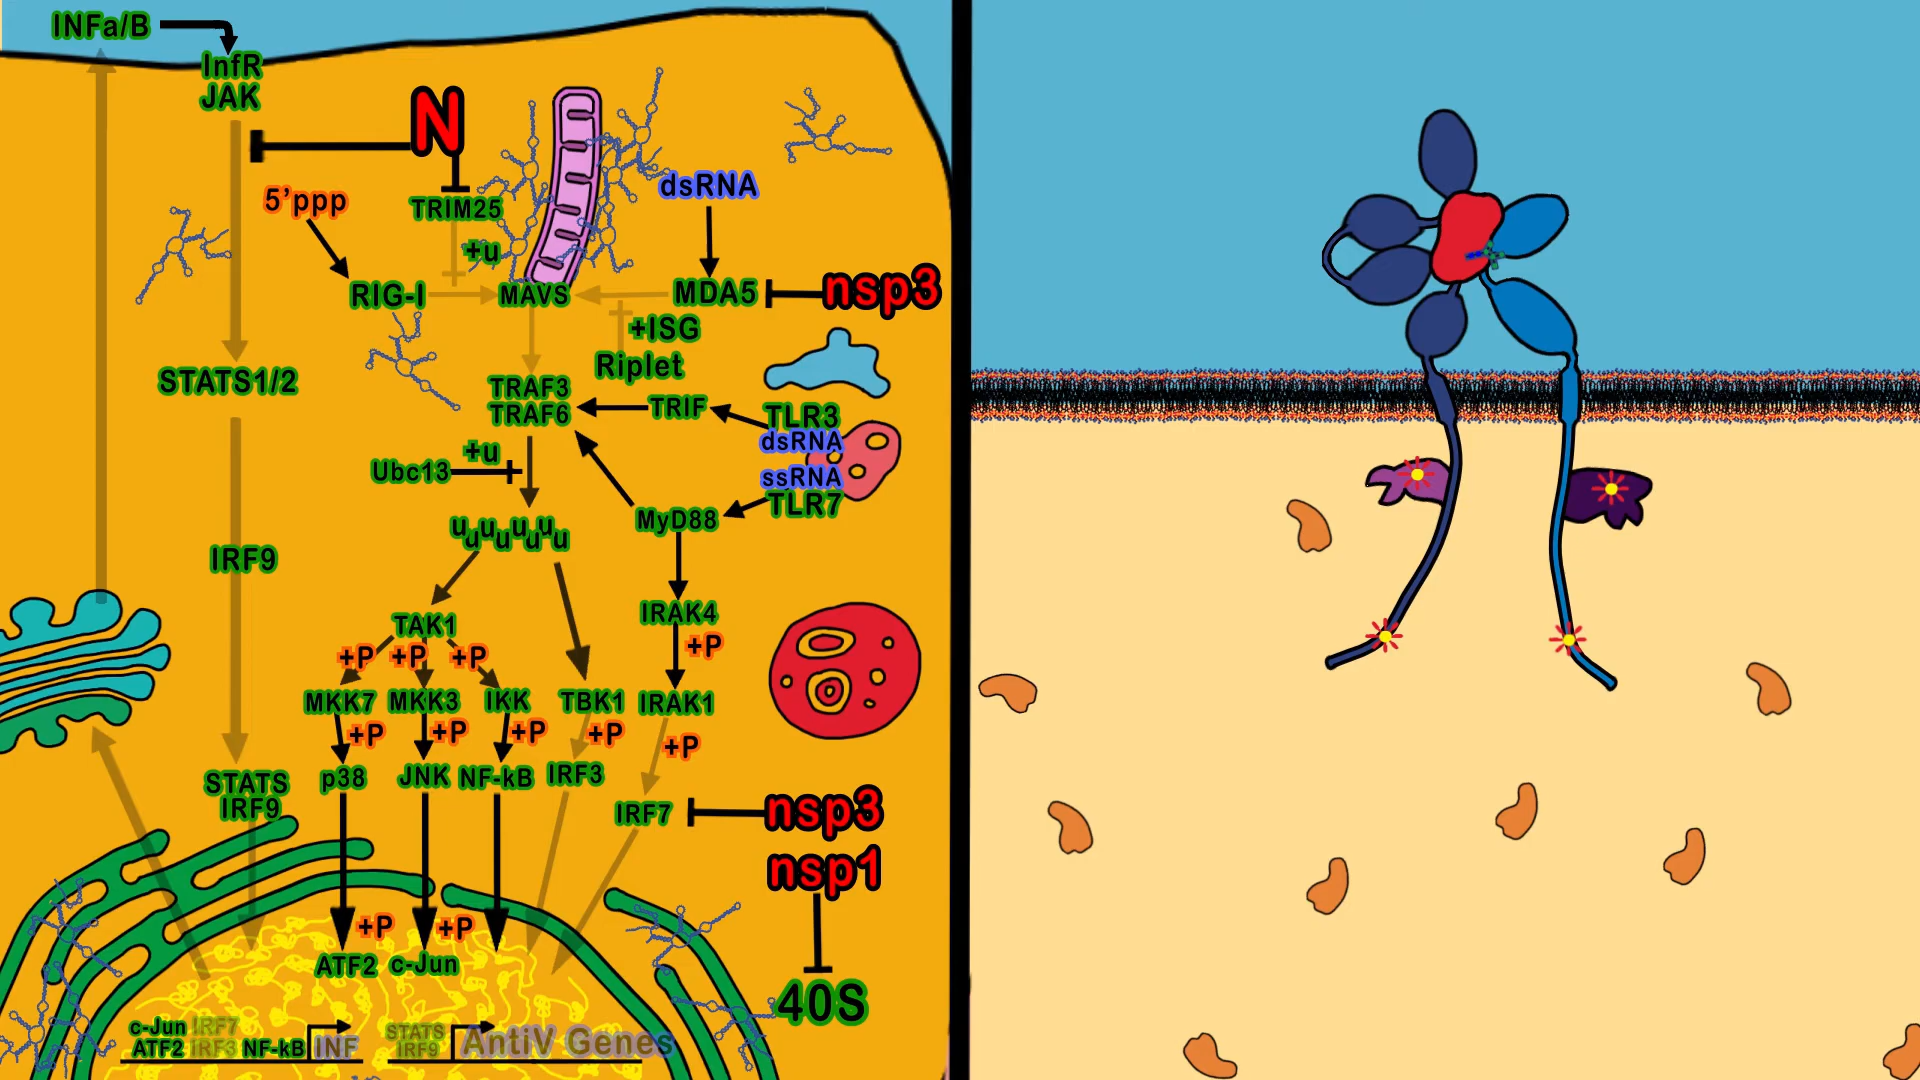 INFa/B
InfR
JAK
N
5'ppp
TRIM25
dsRNA
+u
RIG-I
MAVS
MDA5
nsp3
+ISG
Riplet
STATS1/2
TRAF3
TRAF6
TRIF
TLR3
dsRNA
ssRNA
TLR7
Ubc13
+u
MyD88
uuuuuuuu
IRF9
TAK1
IRAK4
+P
+P
+P
+P
MKK7
MKK3
IKK
TBK1
IRAK1
+P
+P
+P
+P
+P
STATS
IRF9
p38
JNK
NF-kB
IRF3
IRF7
nsp3
nsp1
+P
+P
ATF2
c-Jun
40S
c-Jun IRF7
ATF2 IRF3 NF-kB INF
STATS
IRF9
AntiV Genes